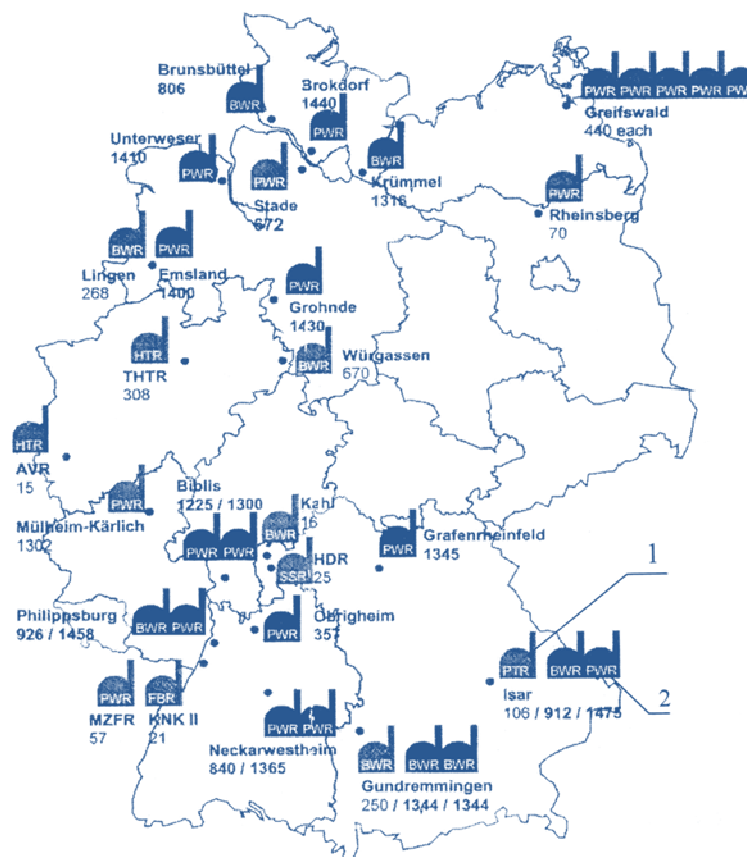 Brunsbüttel
806
BWR
Brokdorf
1440
PWR
PWR PWR PWR PWR PW
Greifswald
440 each
Unterweser
1410
PWR
PWR
Stade
672
BWR
Krümmel
1316
PWR
Rheinsberg
70
BWR
Lingen
268
PWR
Emsland
1400
PWR
Grohnde
1430
HTR
THTR
308
BWR
Würgassen
670
HTR
AVR
15
PWR
Mülheim-Kärlich
1302
Biblis
1225 / 1300
PWR PWR
Kahl
16
BWR
PWR
Grafenrheinfeld
1345
HDR
25
SSR
1
Philippsburg
926 / 1458
BWR PWR
Obrigheim
357
PWR
PTR BWR PWR
Isar
106 / 912 / 1475
2
PWR
MZFR
57
FBR
KNK II
21
PWR PWR
Neckarwestheim
840 / 1365
BWR BWR BWR
Gundremmingen
250 / 1344 / 1344